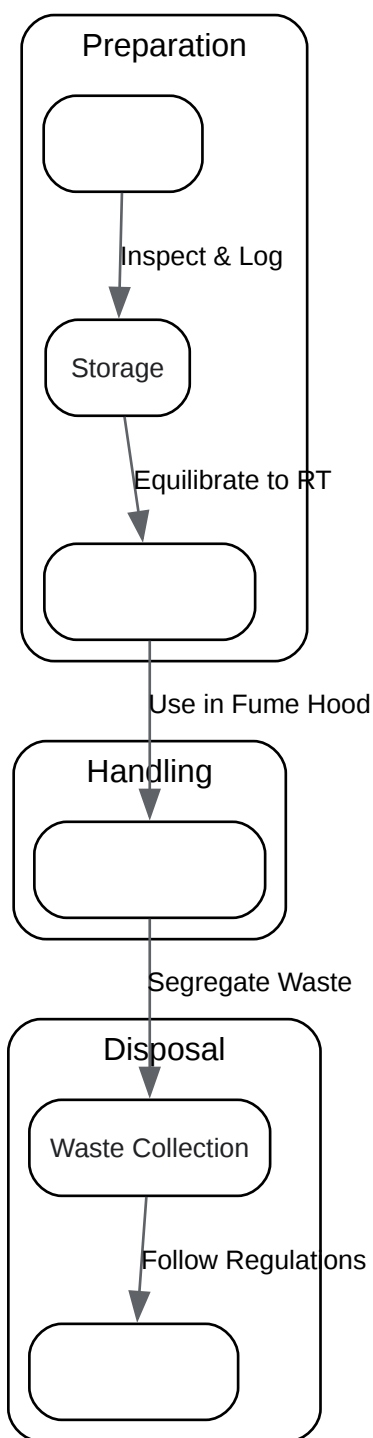 Preparation
Inspect & Log
Storage
Equilibrate to RT
Use in Fume Hood
Handling
Segregate Waste
Disposal
Waste Collection
Follow Regulations